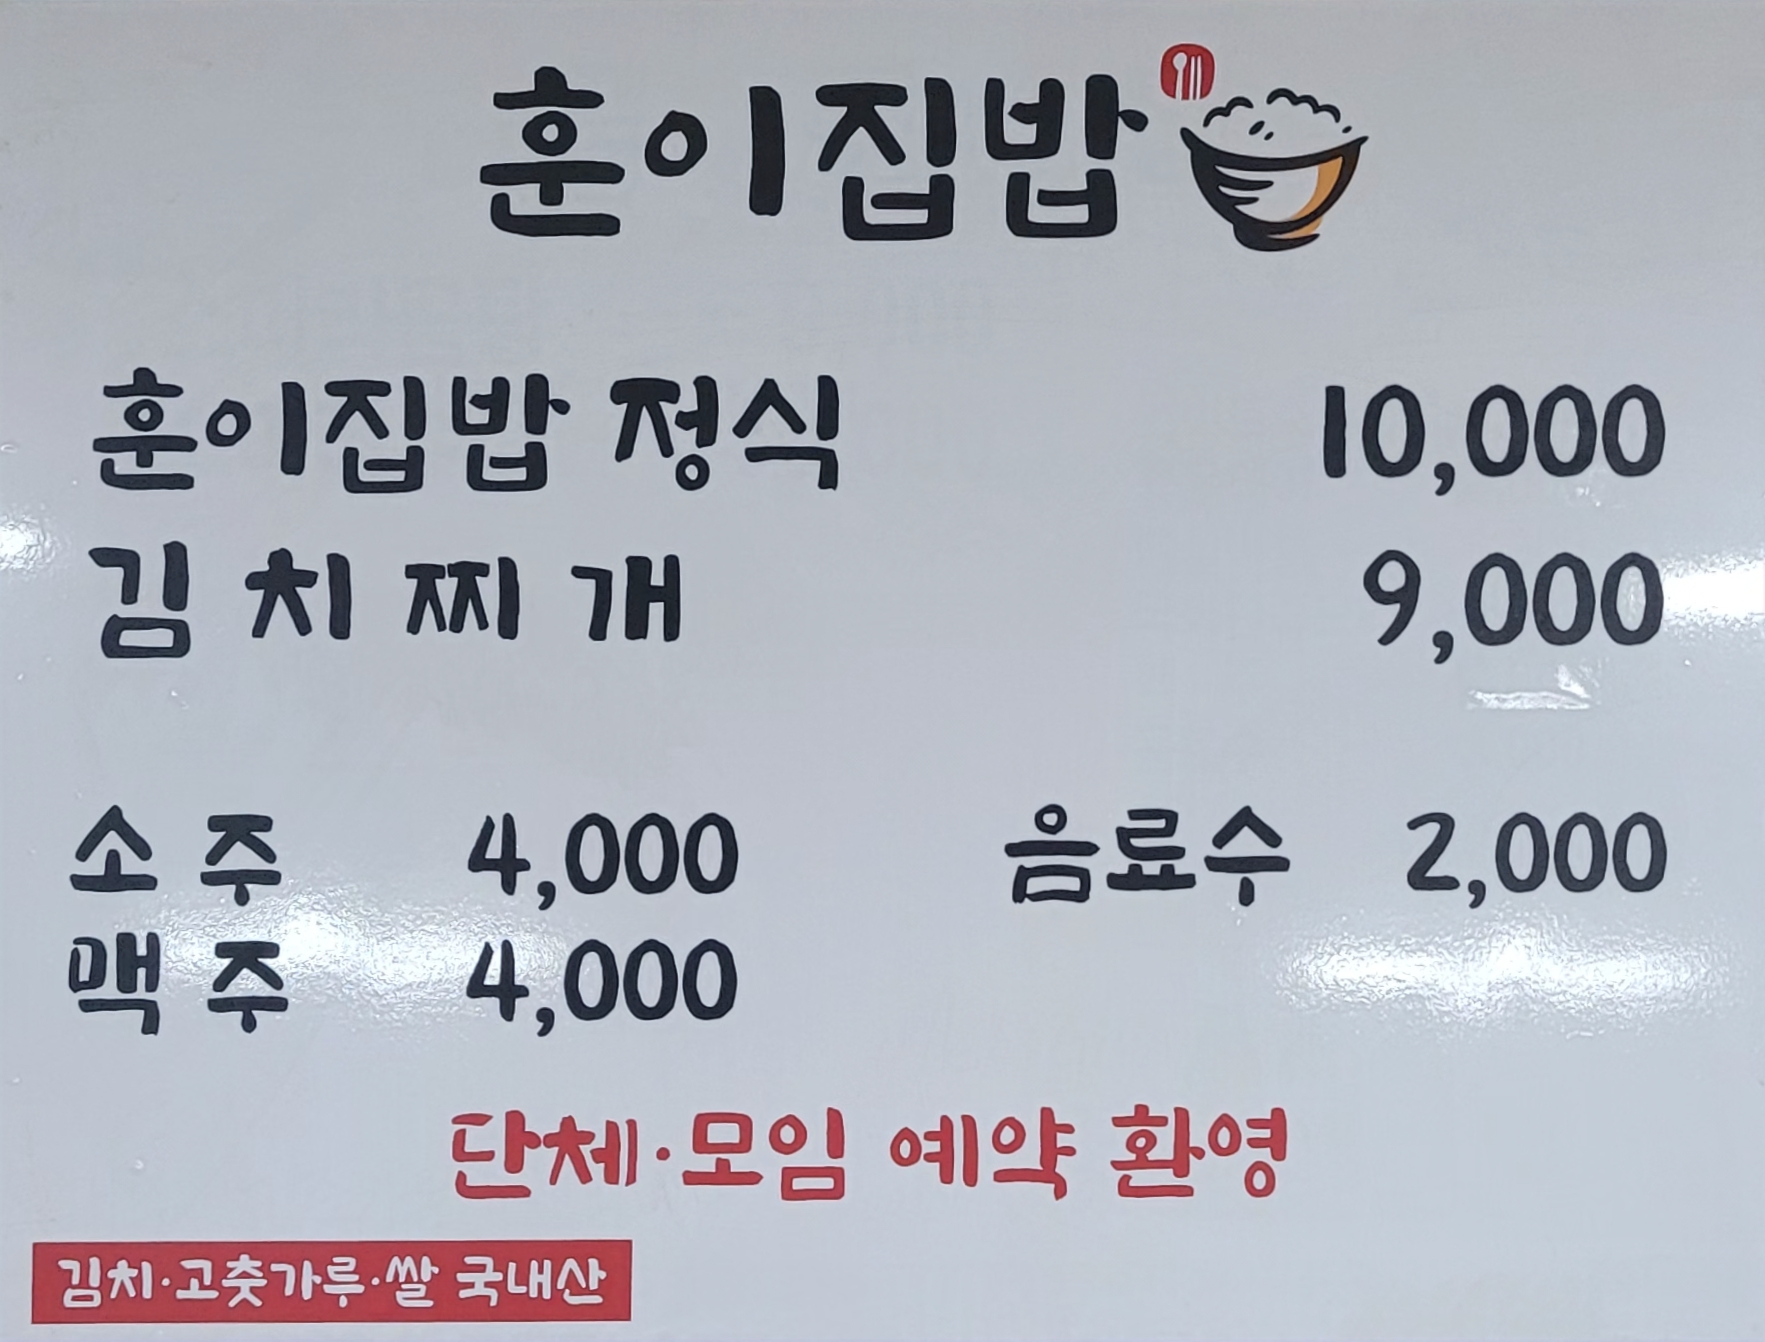 훈이집밥
훈이집밥 정식 10,000
김치찌개 9,000
소주 4,000 음료수 2,000
맥주 4,000
단체·모임 예약 환영
김치·고춧가루·쌀 국내산